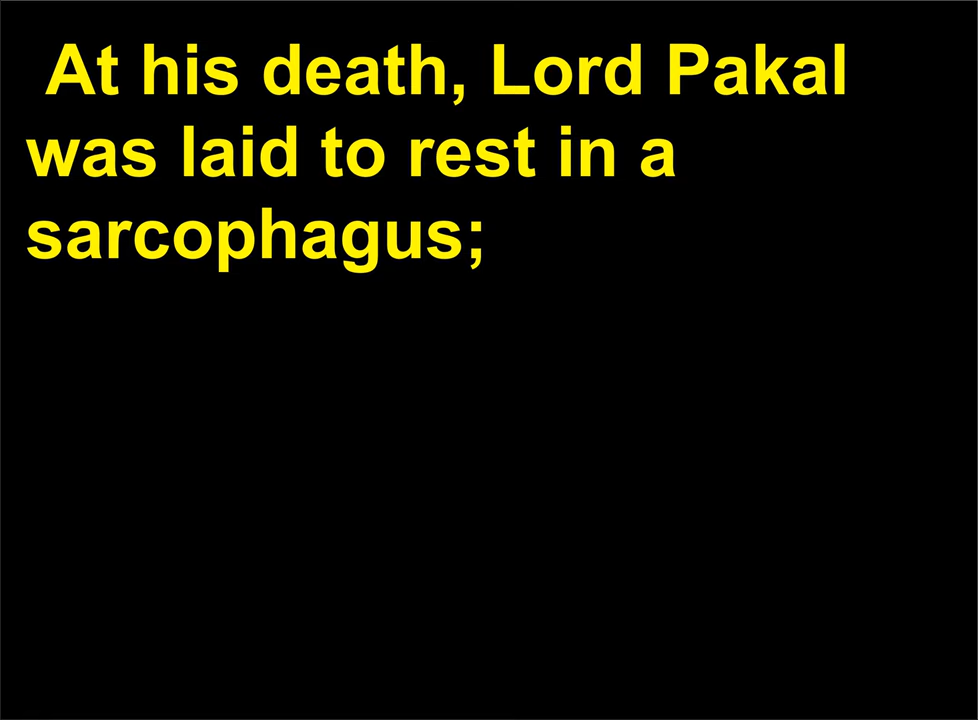 At his death, Lord Pakal
was laid to rest in a
sarcophagus;